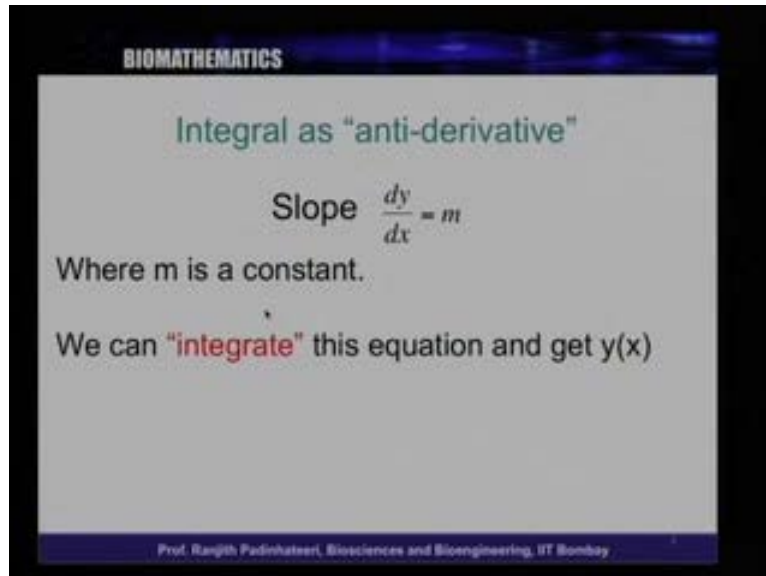 BIOMATHEMATICS
Integral as “anti-derivative”
Slope dy/dx = m
Where m is a constant.
We can “integrate” this equation and get y(x)
Prof. Ranjith Padinhateeri, Biosciences and Bioengineering, IIT Bombay